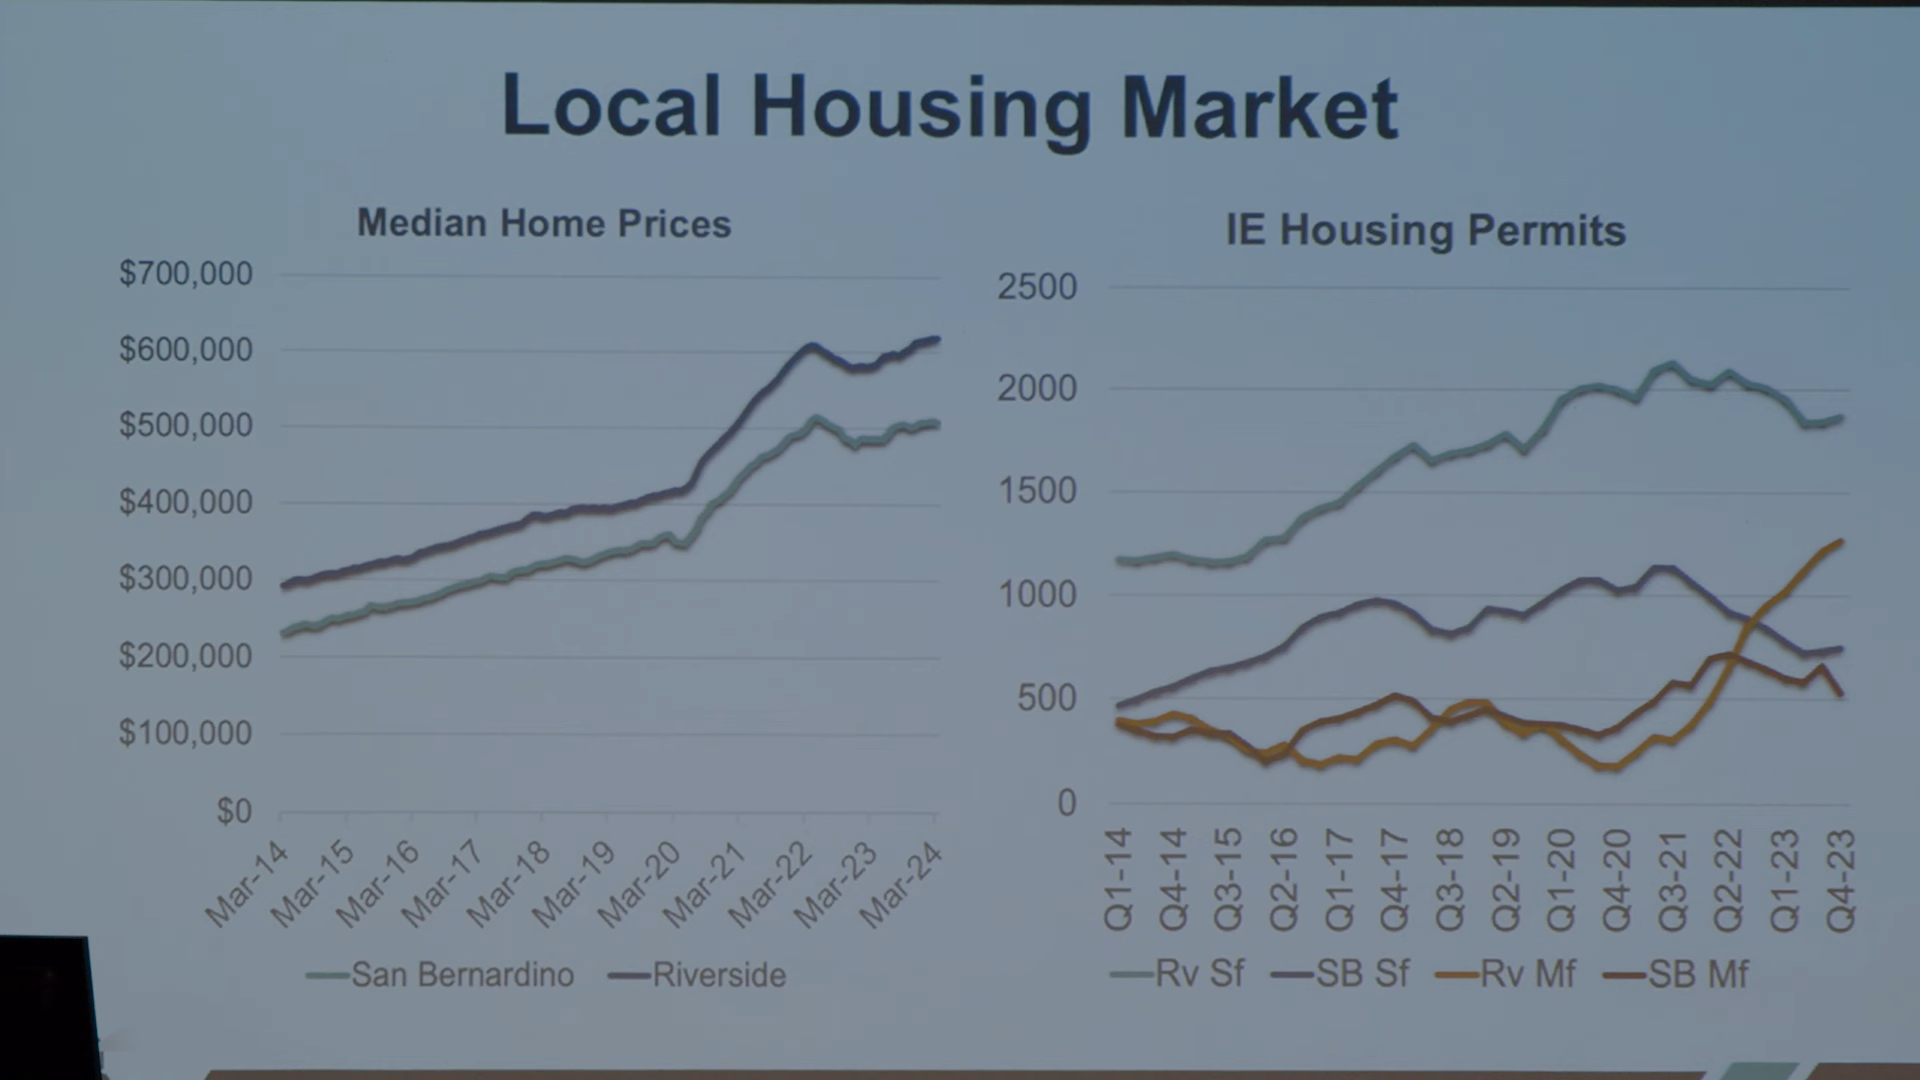 Local Housing Market
Median Home Prices
$700,000
$600,000
$500,000
$400,000
$300,000
$200,000
$100,000
$0
Mar-14
Mar-15
Mar-16
Mar-17
Mar-18
Mar-19
Mar-20
Mar-21
Mar-22
Mar-23
Mar-24
San Bernardino
Riverside
IE Housing Permits
2500
2000
1500
1000
500
0
Q1-14
Q4-14
Q3-15
Q2-16
Q1-17
Q4-17
Q3-18
Q2-19
Q1-20
Q4-20
Q3-21
Q2-22
Q1-23
Q4-23
Rv Sf
SB Sf
Rv Mf
SB Mf